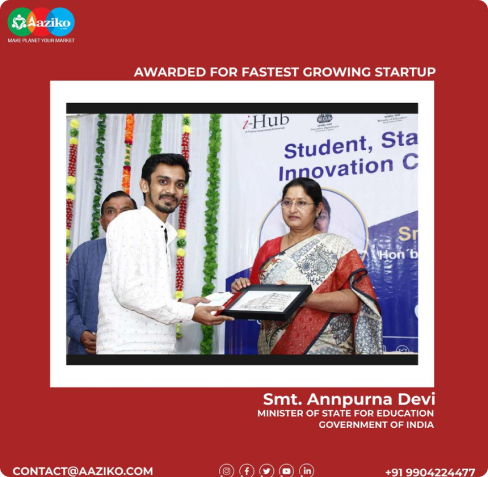 Aaziko
MAKE PLANET YOUR MARKET
AWARDED FOR FASTEST GROWING STARTUP
i-Hub
Student, Sta
Innovation C
Hon'b
Smt. Annpurna Devi
MINISTER OF STATE FOR EDUCATION
GOVERNMENT OF INDIA
CONTACT@AAZIKO.COM
+91 9904224477